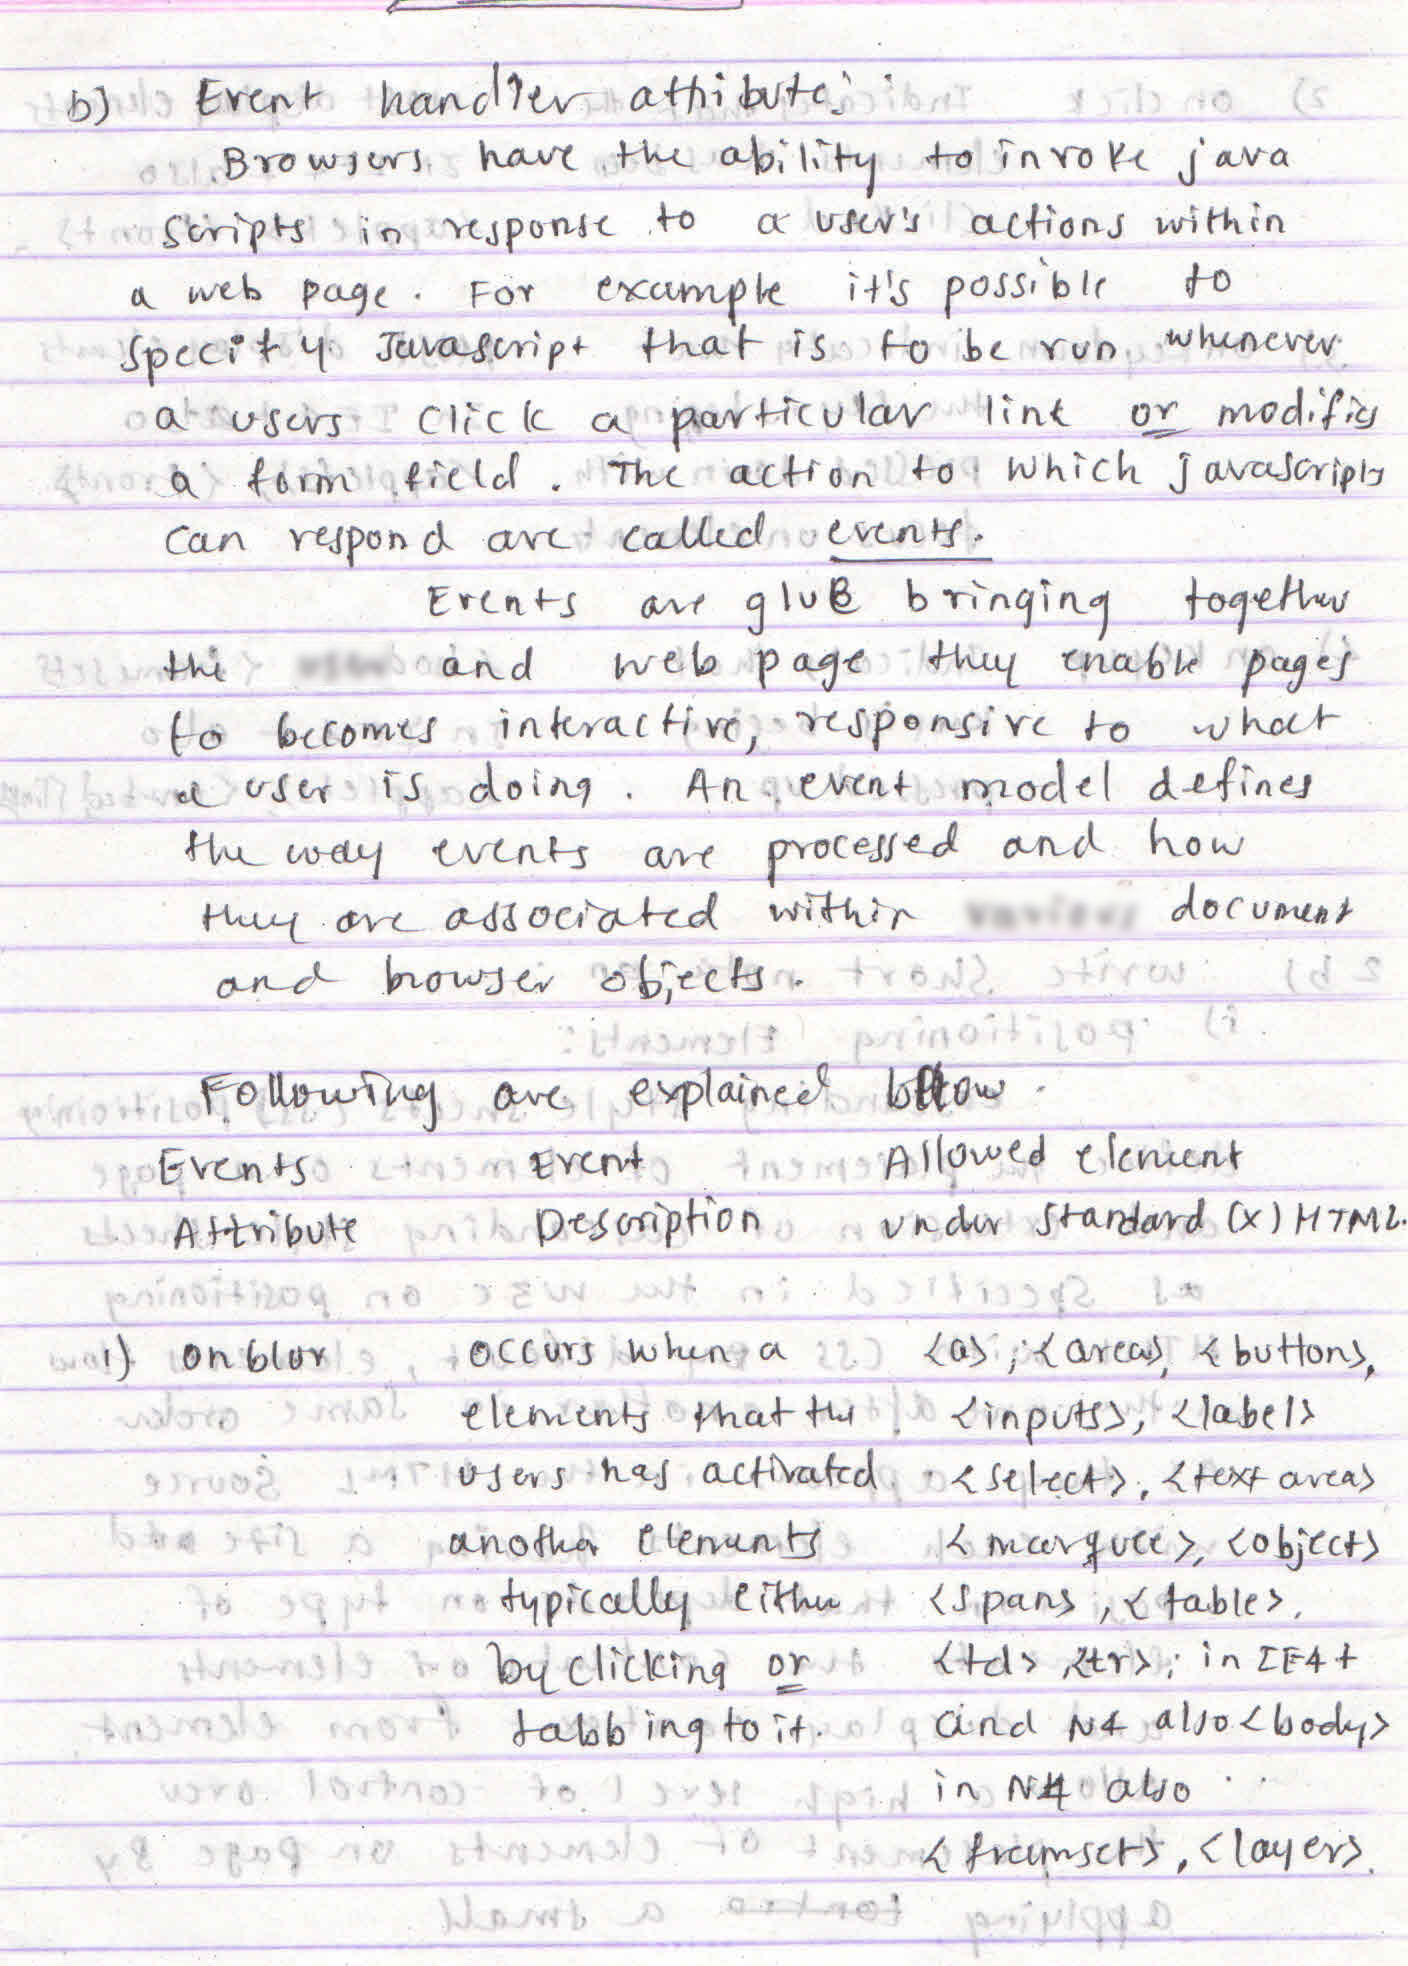 b) Event handler attribute:
Browsers have the ability to invoke java
scripts in response to a user's actions within
a web page. For example it's possible to
specify Javascript that is to be run whenever
a users click a particular link or modifies
a form field. The action to which javascripts
can respond are called events.
Events are glue bringing together
the and web page they enable pages
to becomes interactive, responsive to what
a user is doing. An event model defines
the way events are processed and how
they are associated within document
and browser objects.
Following are explained below.
Events Event Allowed element
Attribute Description under standard (X) HTML.
1) onblur occurs when a <a>, <area>, <button>,
elements that the <inputs>, <label>
users has activated <select>, <text area>
another elements <marquee>, <object>
typically either <span>, <table>,
by clicking or <td>, <tr>; in IE4+
tabbing to it. and N4 also <body>
in N4 also
<framset>, <layer>.